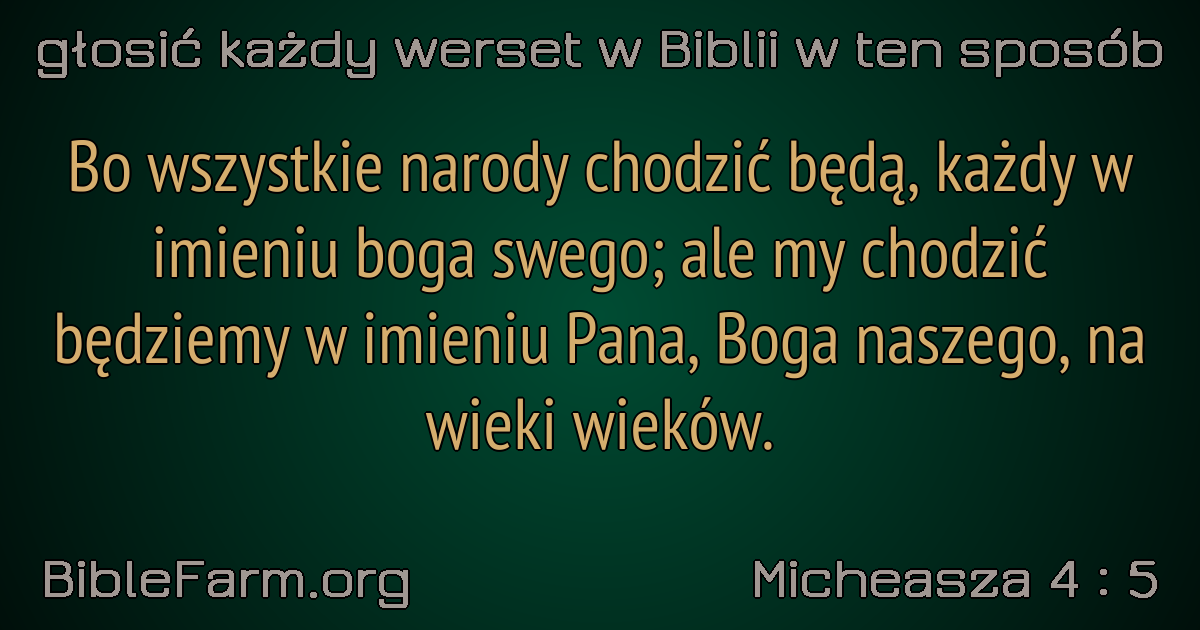 głosić każdy werset w Biblii w ten sposób
Bo wszystkie narody chodzić będą, każdy w
imieniu boga swego; ale my chodzić
będziemy w imieniu Pana, Boga naszego, na
wieki wieków.
BibleFarm.org
Micheasza 4 : 5